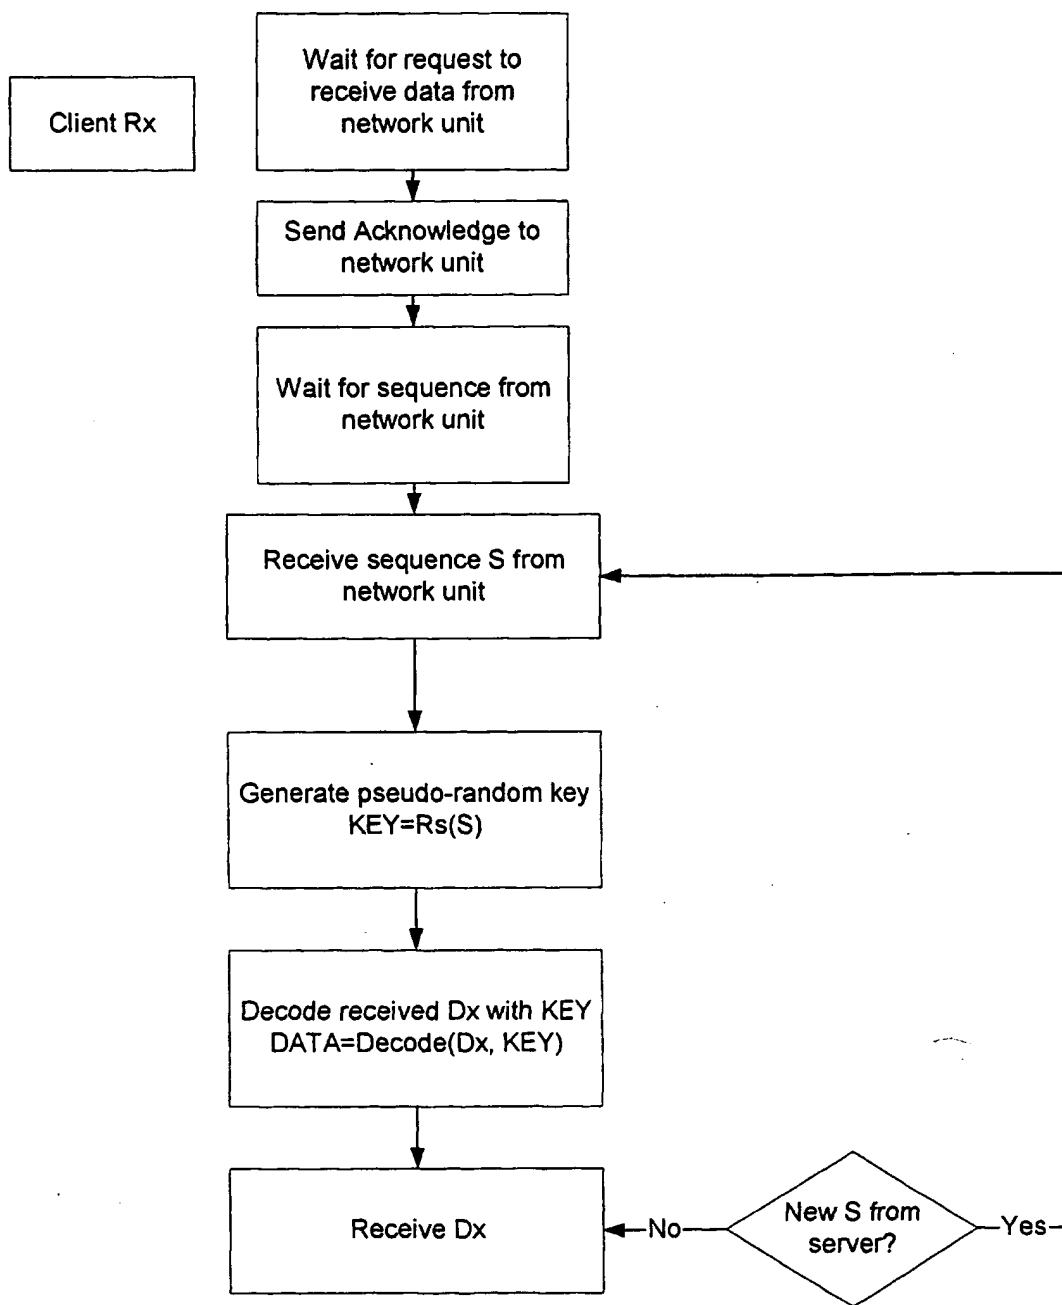 Client Rx
Wait for request to
receive data from
network unit
Send Acknowledge to
network unit
Wait for sequence from
network unit
Receive sequence S from
network unit
Generate pseudo-random key
KEY=Rs(S)
Decode received Dx with KEY
DATA=Decode(Dx, KEY)
Receive Dx
No
New S from
server?
Yes